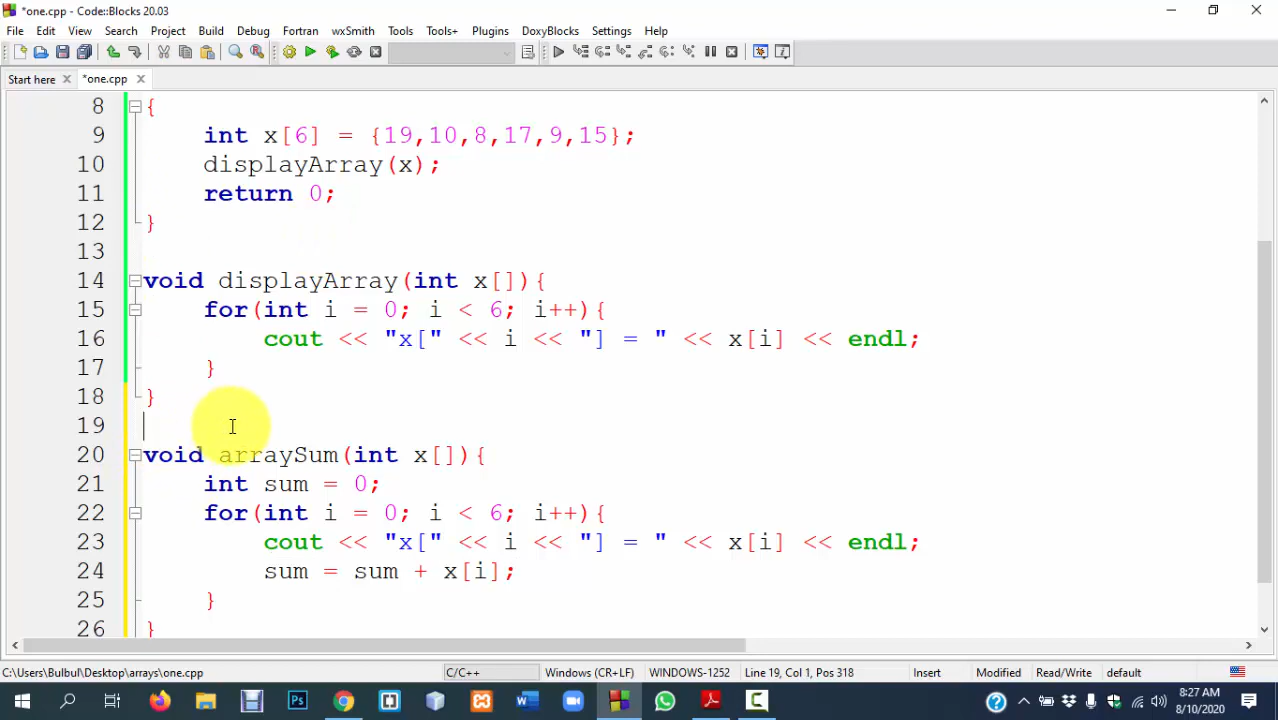 *one.cpp - Code::Blocks 20.03
File Edit View Search Project Build Debug Fortran wxSmith Tools Tools+ Plugins DoxyBlocks Settings Help
Start here *one.cpp
8 {
9 int x[6] = {19,10,8,17,9,15};
10 displayArray(x);
11 return 0;
12 }
13
14 void displayArray(int x[]){
15 for(int i = 0; i < 6; i++){
16 cout << "x[" << i << "] = " << x[i] << endl;
17 }
18 }
19
20 void arraySum(int x[]){
21 int sum = 0;
22 for(int i = 0; i < 6; i++){
23 cout << "x[" << i << "] = " << x[i] << endl;
24 sum = sum + x[i];
25 }
26 }
C:\Users\Bulbul\Desktop\arrays\one.cpp C/C++ Windows (CR+LF) WINDOWS-1252 Line 19, Col 1, Pos 318 Insert Modified Read/Write default
Ps
8:27 AM
8/10/2020